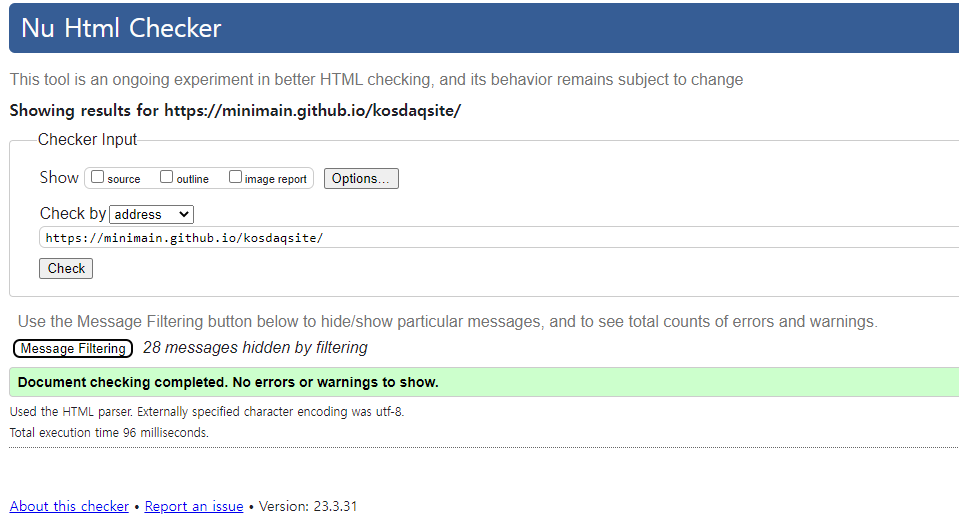 Nu Html Checker
This tool is an ongoing experiment in better HTML checking, and its behavior remains subject to change
Showing results for https://minimain.github.io/kosdaqsite/
Checker Input
Show source outline image report Options...
Check by address
https://minimain.github.io/kosdaqsite/
Check
Use the Message Filtering button below to hide/show particular messages, and to see total counts of errors and warnings.
Message Filtering 28 messages hidden by filtering
Document checking completed. No errors or warnings to show.
Used the HTML parser. Externally specified character encoding was utf-8.
Total execution time 96 milliseconds.
About this checker • Report an issue • Version: 23.3.31